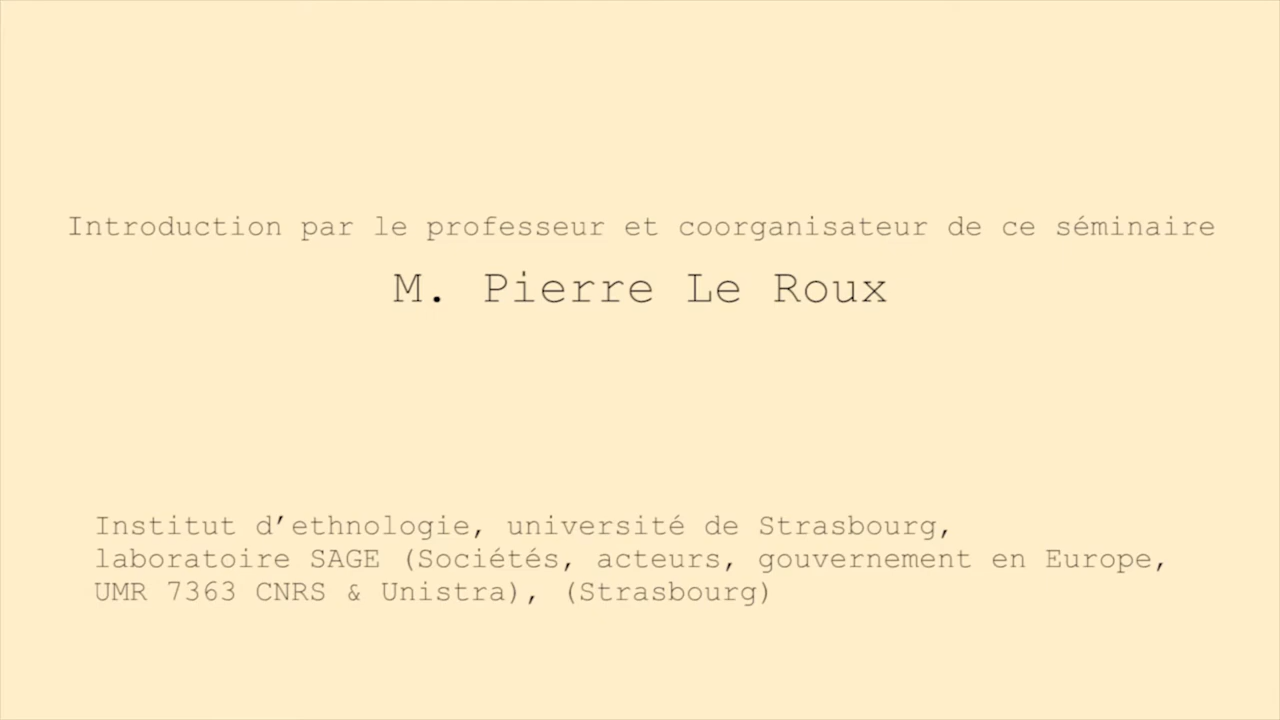 Introduction par le professeur et coorganisateur de ce séminaire
M. Pierre Le Roux
Institut d’ethnologie, université de Strasbourg,
laboratoire SAGE (Sociétés, acteurs, gouvernement en Europe,
UMR 7363 CNRS & Unistra), (Strasbourg)